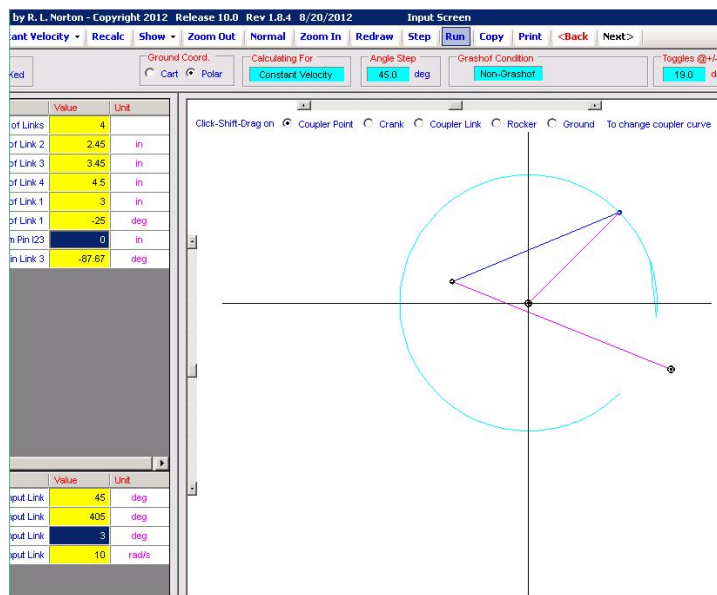 by R. L. Norton - Copyright 2012 Release 10.0 Rev 1.8.4 8/20/2012 Input Screen
Velocity Recalc Show Zoom Out Normal Zoom In Redraw Step Run Copy Print <Back Next>
Ground Coord. Calculating For Angle Step Grashof Condition Toggles @+/-
Cart Polar Constant Velocity 45.0 deg Non-Grashof 19.0
Value Unit
of Links 4
of Link 2 2.45 in
of Link 3 3.45 in
of Link 4 4.5 in
of Link 1 3 in
of Link 1 -25 deg
Pin I23 0 in
in Link 3 -87.67 deg
Click-Shift-Drag on Coupler Point Crank Coupler Link Rocker Ground To change coupler curve
Value Unit
Link 45 deg
Link 405 deg
Link 3 deg
Link 10 rad/s